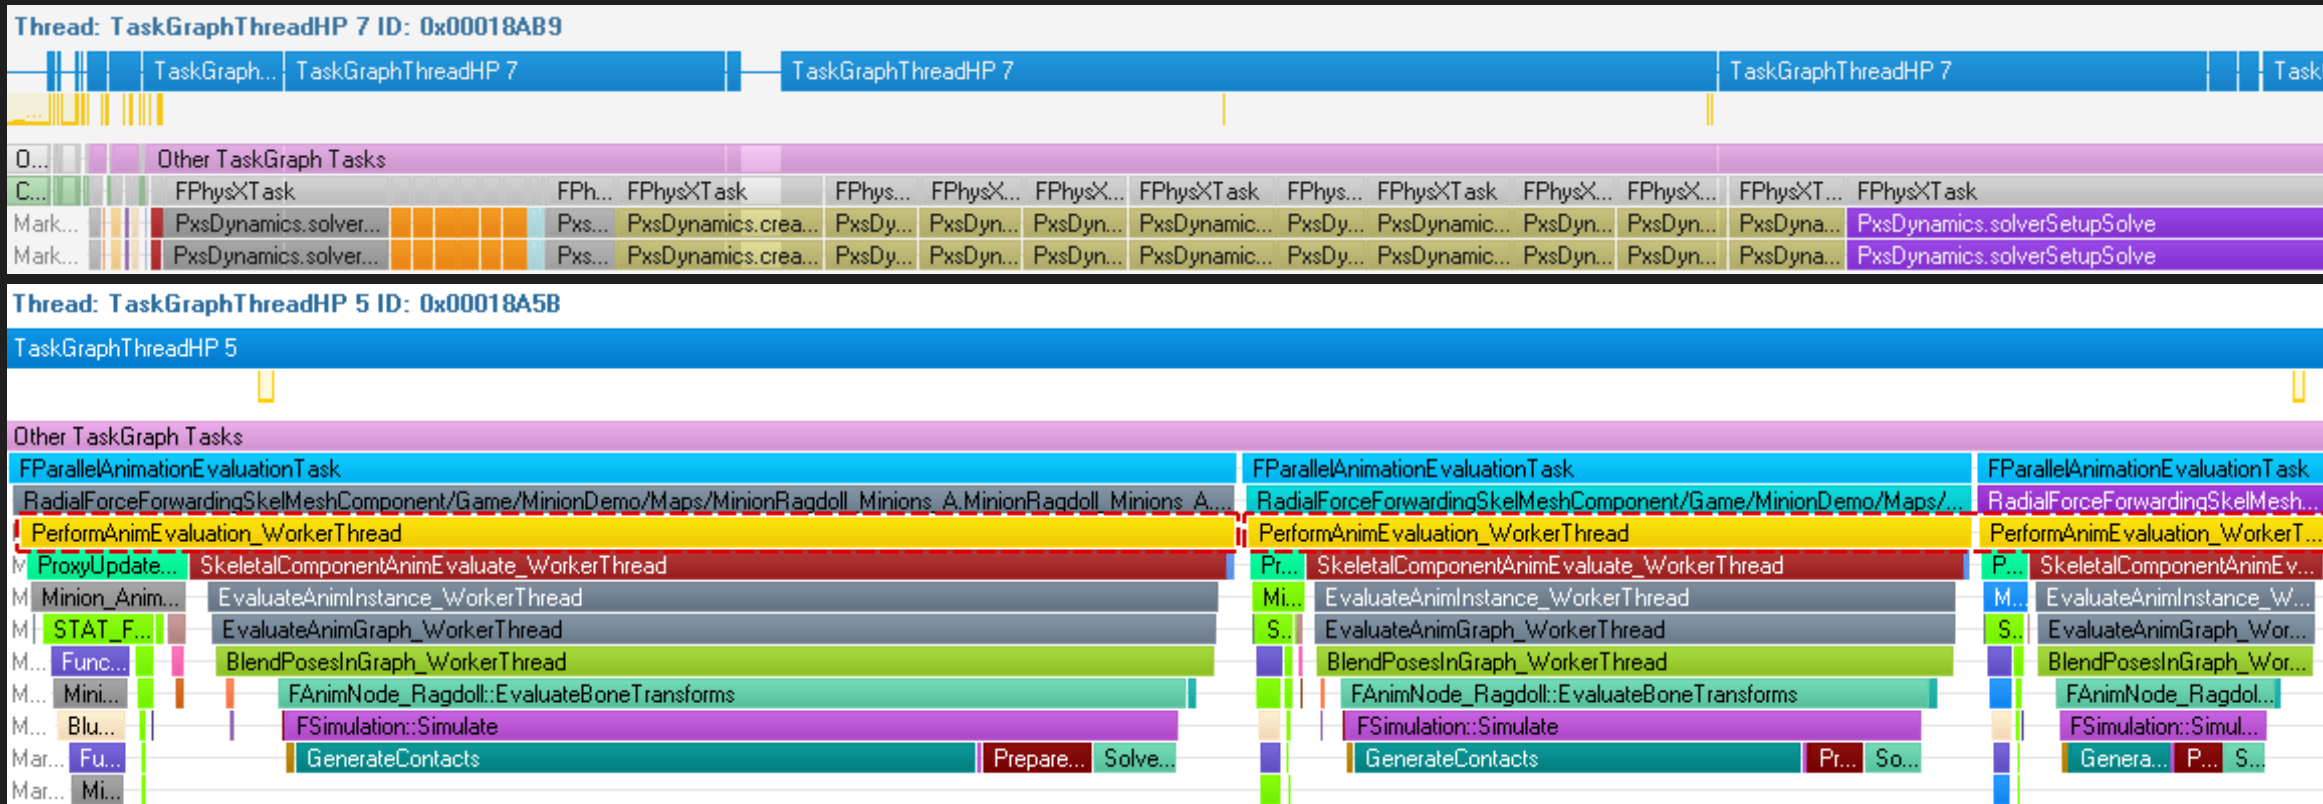 Thread: TaskGraphThreadHP 7 ID: 0x00018AB9
TaskGraph... TaskGraphThreadHP 7 TaskGraphThreadHP 7 TaskGraphThreadHP 7 Task
O... Other TaskGraph Tasks
C... FPhysXTask FPh... FPhysXTask FPhys... FPhysX... FPhysX... FPhysXTask FPhys... FPhysXTask FPhysX... FPhysX... FPhysXT... FPhysXTask
Mark... PxsDynamics.solver... Pxs... PxsDynamics.crea... PxsDy... PxsDyn... PxsDyn... PxsDynamic... PxsDy... PxsDynamic... PxsDyn... PxsDyn... PxsDyna... PxsDynamics.solverSetupSolve
Mark... PxsDynamics.solver... Pxs... PxsDynamics.crea... PxsDy... PxsDyn... PxsDyn... PxsDynamic... PxsDy... PxsDynamic... PxsDyn... PxsDyn... PxsDyna... PxsDynamics.solverSetupSolve
Thread: TaskGraphThreadHP 5 ID: 0x00018A5B
TaskGraphThreadHP 5
Other TaskGraph Tasks
FParallelAnimationEvaluationTask FParallelAnimationEvaluationTask FParallelAnimationEvaluationTask
RadialForceForwardingSkelMeshComponent/Game/MinionDemo/Maps/MinionRagdoll_Minions_A.MinionRagdoll_Minions_A.... RadialForceForwardingSkelMeshComponent/Game/MinionDemo/Maps/... RadialForceForwardingSkelMesh...
PerformAnimEvaluation_WorkerThread PerformAnimEvaluation_WorkerThread PerformAnimEvaluation_WorkerT...
M ProxyUpdate... SkeletalComponentAnimEvaluate_WorkerThread Pr... SkeletalComponentAnimEvaluate_WorkerThread P... SkeletalComponentAnimEv...
M Minion_Anim... EvaluateAnimInstance_WorkerThread Mi... EvaluateAnimInstance_WorkerThread M... EvaluateAnimInstance_W...
M STAT_F... EvaluateAnimGraph_WorkerThread S.. EvaluateAnimGraph_WorkerThread S.. EvaluateAnimGraph_Wor...
M... Func... BlendPosesInGraph_WorkerThread BlendPosesInGraph_WorkerThread BlendPosesInGraph_Wor...
M... Mini... FAnimNode_Ragdoll::EvaluateBoneTransforms FAnimNode_Ragdoll::EvaluateBoneTransforms FAnimNode_Ragdol...
M... Blu... FSimulation::Simulate FSimulation::Simulate FSimulation::Simul...
Mar... Fu... GenerateContacts Prepare... Solve... GenerateContacts Pr... So... Genera... P... S...
Mar... Mi...